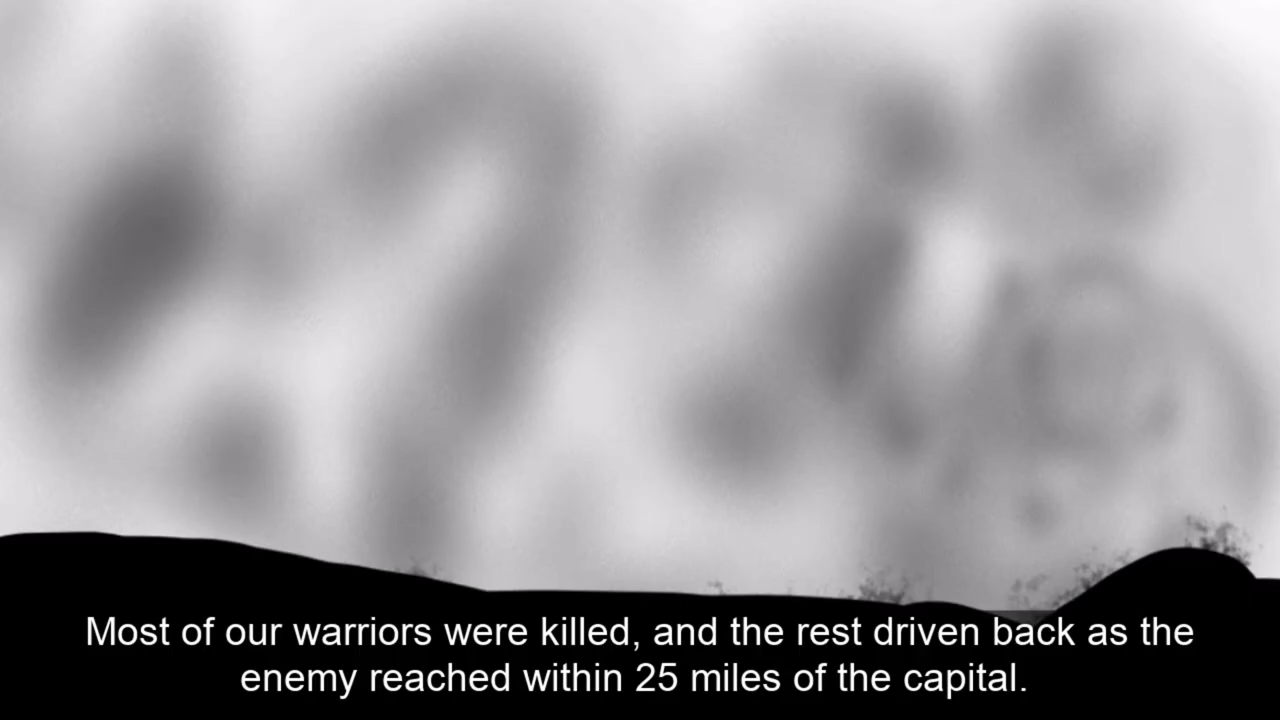 Most of our warriors were killed, and the rest driven back as the
enemy reached within 25 miles of the capital.